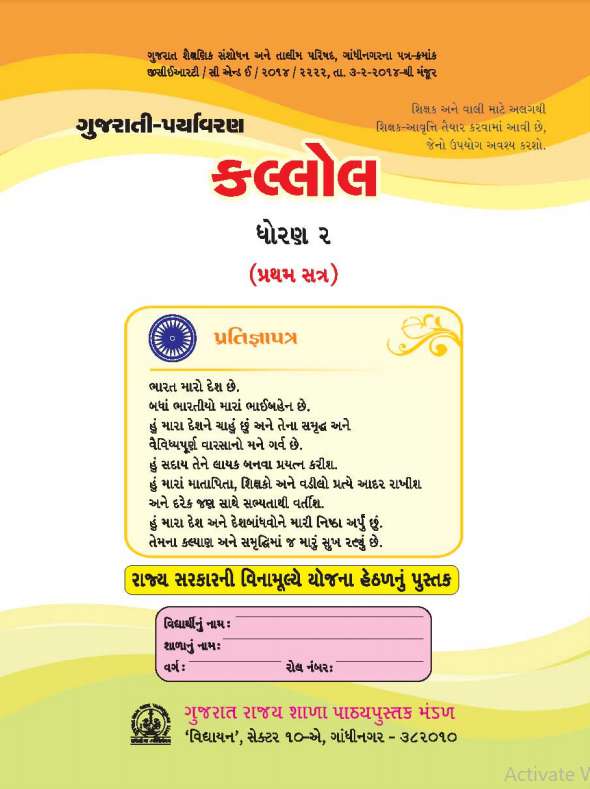 ગુજરાત શૈક્ષણિક સંશોધન અને તાલીમ પરિષદ, ગાંધીનગરના પત્ર-ક્રમાંક
જીસીઈઆરટી / સી એન્ડ ઈ / ૨૦૧૪ / ૨૨૨૨, તા. ૩-૨-૨૦૧૪-થી મંજૂર
શિક્ષક અને વાલી માટે અલગથી
શિક્ષક-આવૃત્તિ તૈયાર કરવામાં આવી છે,
જેનો ઉપયોગ અવશ્ય કરશો.
ગુજરાતી-પર્યાવરણ
કલ્લોલ
ધોરણ ૨
(પ્રથમ સત્ર)
પ્રતિજ્ઞાપત્ર
ભારત મારો દેશ છે.
બધાં ભારતીયો મારાં ભાઈબહેન છે.
હું મારા દેશને ચાહું છું અને તેના સમૃદ્ધ અને
વૈવિધ્યપૂર્ણ વારસાનો મને ગર્વ છે.
હું સદાય તેને લાયક બનવા પ્રયત્ન કરીશ.
હું મારાં માતાપિતા, શિક્ષકો અને વડીલો પ્રત્યે આદર રાખીશ
અને દરેક જણ સાથે સભ્યતાથી વર્તીશ.
હું મારા દેશ અને દેશબાંધવોને મારી નિષ્ઠા અર્પું છું.
તેમના કલ્યાણ અને સમૃદ્ધિમાં જ મારું સુખ રહ્યું છે.
રાજ્ય સરકારની વિનામૂલ્યે યોજના હેઠળનું પુસ્તક
વિદ્યાર્થીનું નામ :
શાળાનું નામ:
વર્ગ : રોલ નંબર:
ગુજરાત રાજ્ય શાળા પાઠ્યપુસ્તક મંડળ
'વિદ્યાયન', સેક્ટર ૧૦-એ, ગાંધીનગર - ૩૮૨૦૧૦
Activate W